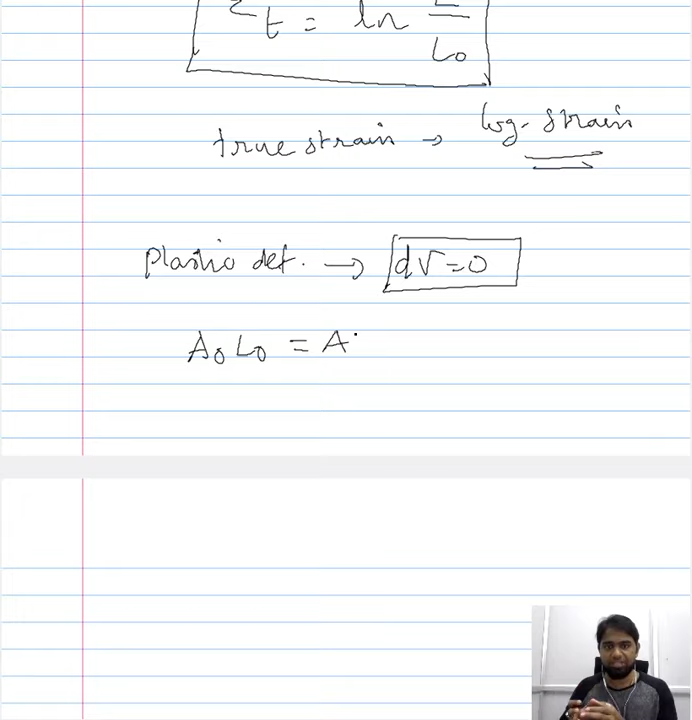 ε_t = ln L/L₀
true strain → log. strain
Plastic def. → dV=0
A₀L₀ = A·